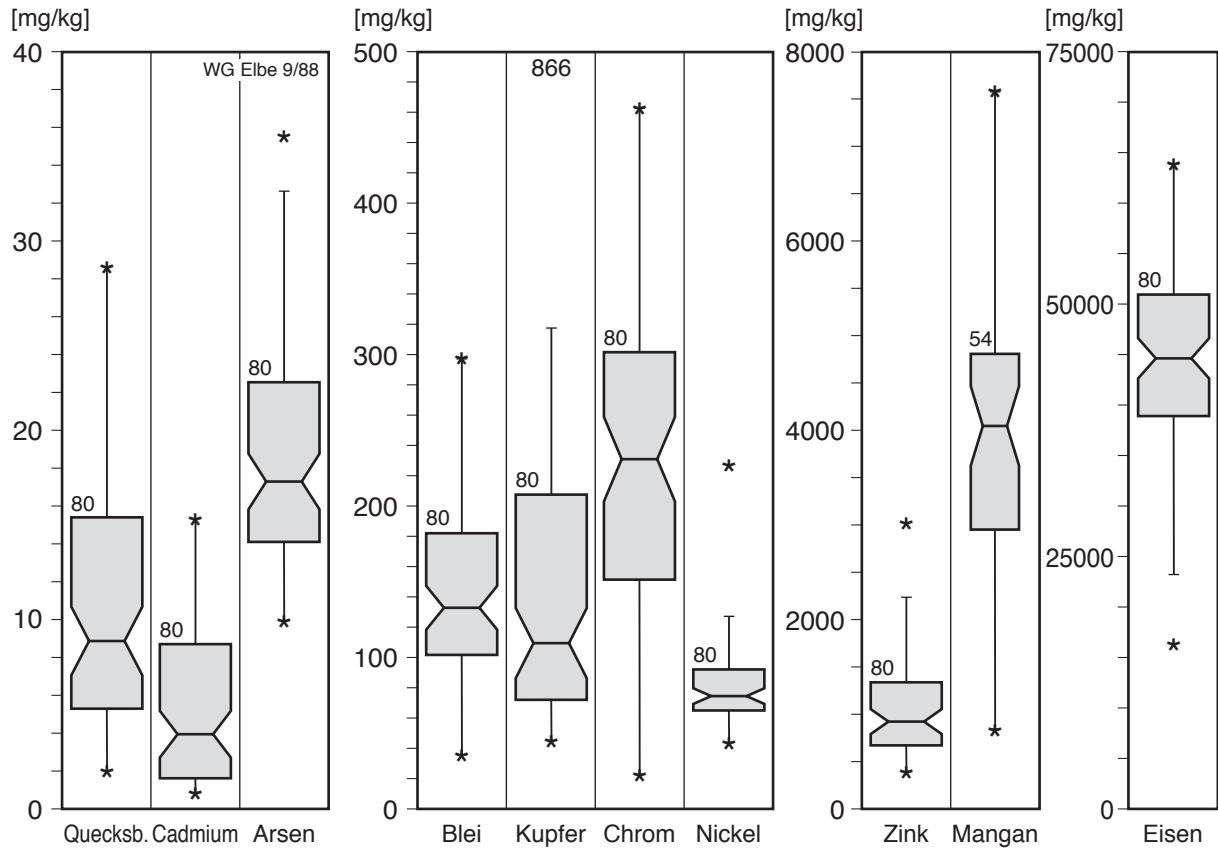 [mg/kg] [mg/kg] [mg/kg] [mg/kg]
40 500 8000 75000
WG Elbe 9/88 866
400
30 6000
80
50000
80 300 80 54
20 4000
80
200 80
80
25000
10 2000
80
100 80 80
0 0 0 0
Quecksb. Cadmium Arsen Blei Kupfer Chrom Nickel Zink Mangan Eisen